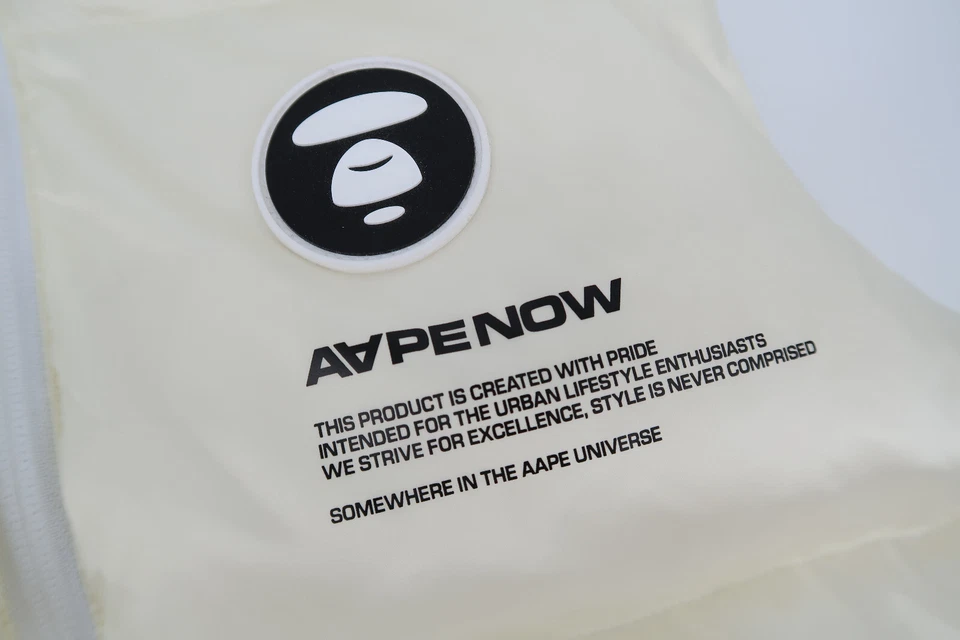 AAPE NOW
THIS PRODUCT IS CREATED WITH PRIDE
INTENDED FOR THE URBAN LIFESTYLE ENTHUSIASTS
WE STRIVE FOR EXCELLENCE, STYLE IS NEVER COMPRISED
SOMEWHERE IN THE AAPE UNIVERSE